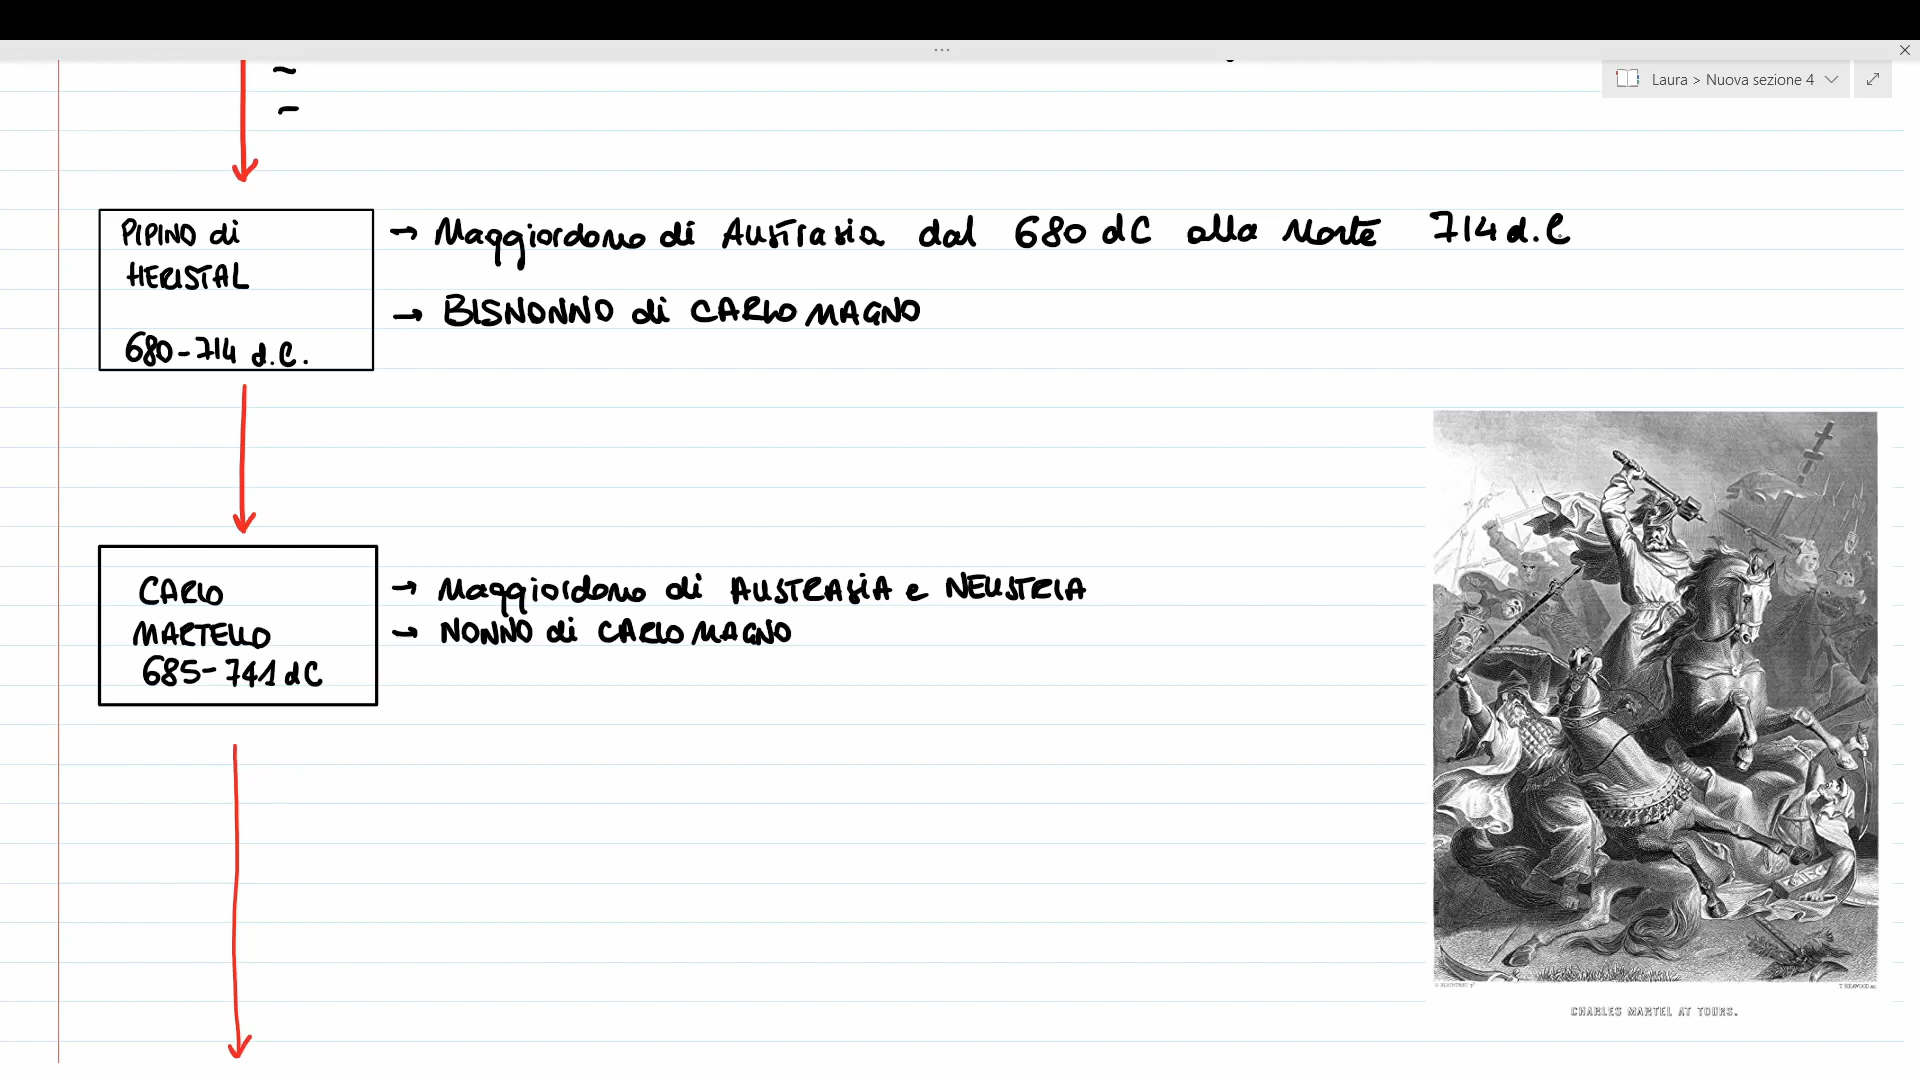 Laura > Nuova sezione 4
PIPINO di
HERISTAL
680-714 d.C.
→ Maggiordomo di Austrasia dal 680 dC alla Morte 714 d.C
→ BISNONNO di CARLO MAGNO
CARLO
MARTELLO
685-741 dC
→ Maggiordomo di AUSTRASIA e NEUSTRIA
→ NONNO di CARLO MAGNO
CHARLES MARTEL AT TOURS.